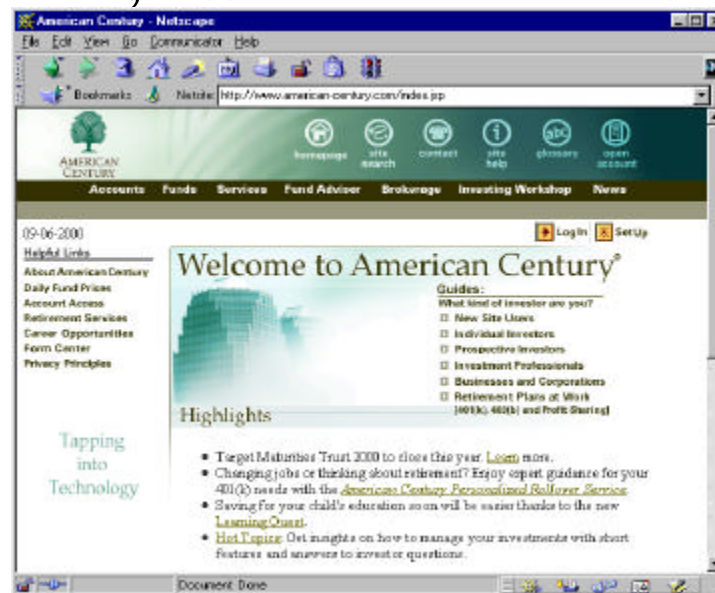 American Century - Netscape
File Edit View Go Communicator Help
Bookmarks Netsite: http://www.american-century.com/index.jsp
AMERICAN
CENTURY
homepage site search contact site help glossary open account
Accounts Funds Services Fund Advisor Brokerage Investing Workshop News
09-06-2000
Log In Set Up
Helpful Links
About American Century
Daily Fund Prices
Account Access
Retirement Services
Career Opportunities
Form Center
Privacy Principles
Tapping
into
Technology
Welcome to American Century®
Guides:
What kind of investor are you?
New Site Users
Individual Investors
Prospective Investors
Investment Professionals
Businesses and Corporations
Retirement Plans at Work
[401(k), 403(b) and Profit Sharing]
Highlights
• Target Maturities Trust 2000 to close this year. Learn more.
• Changing jobs or thinking about retirement? Enjoy expert guidance for your
401(k) needs with the American Century Personalized Rollover Service.
• Saving for your child's education soon will be easier thanks to the new
Learning Quest.
• Hot Topics: Get insights on how to manage your investments with short
features and answers to investor questions.
Document: Done